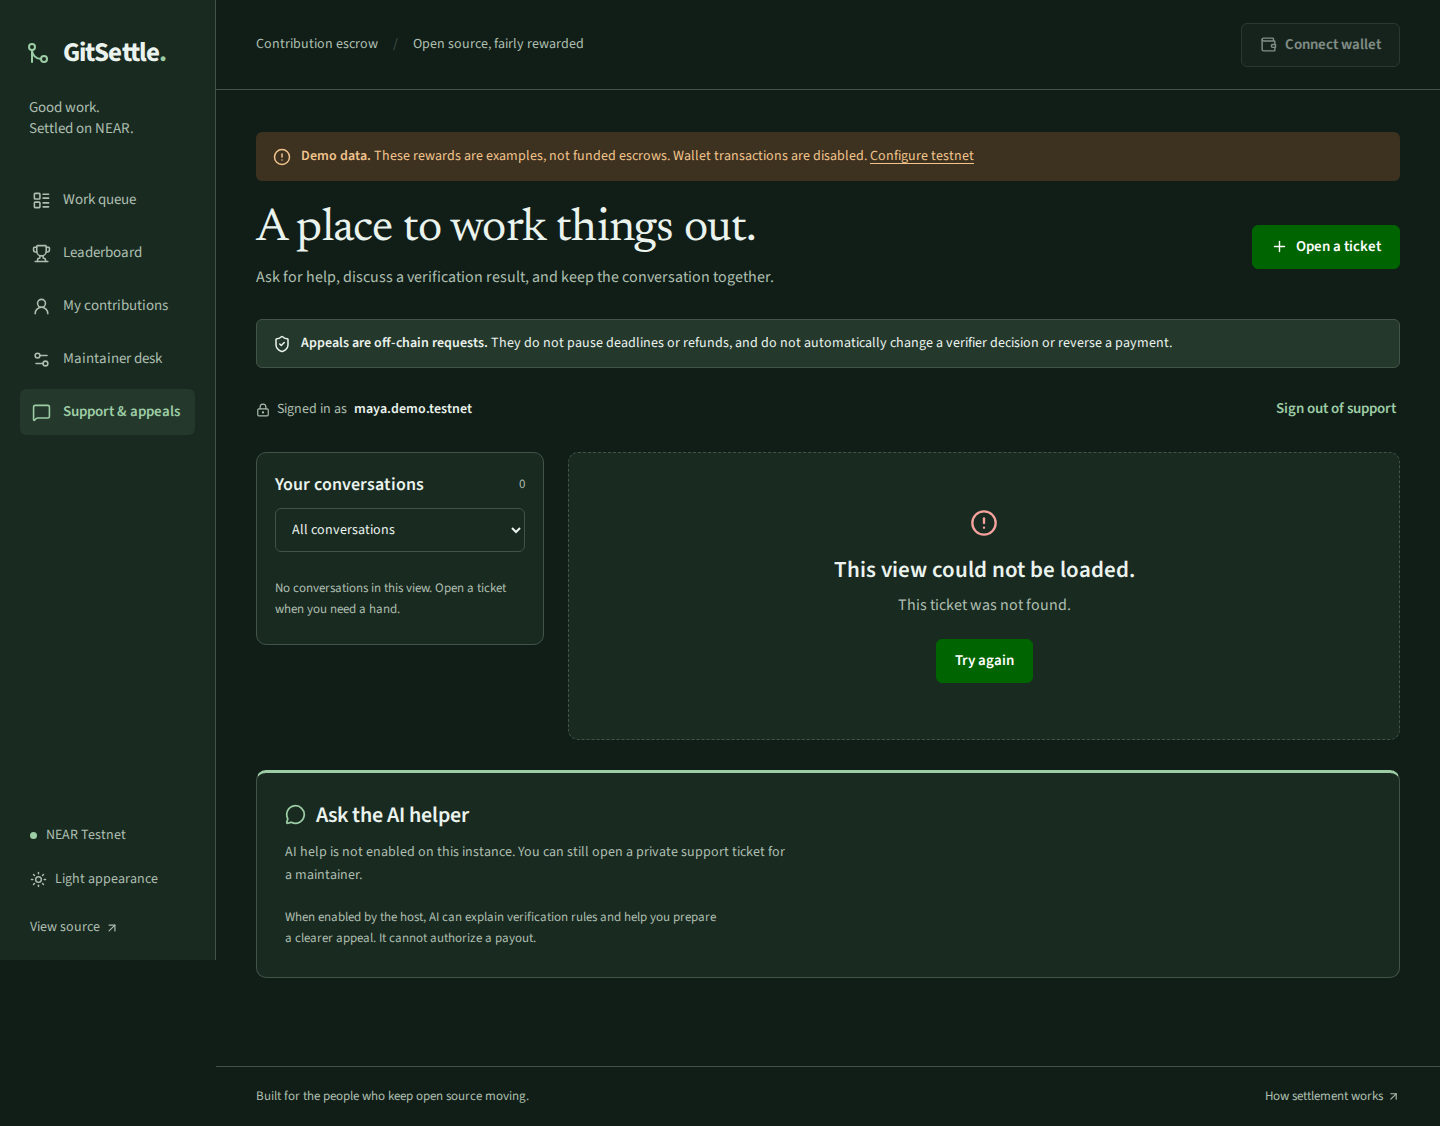 GitSettle.
Good work.
Settled on NEAR.
Work queue
Leaderboard
My contributions
Maintainer desk
Support & appeals
NEAR Testnet
Light appearance
View source
Contribution escrow / Open source, fairly rewarded
Connect wallet
Demo data. These rewards are examples, not funded escrows. Wallet transactions are disabled. Configure testnet
A place to work things out.
Ask for help, discuss a verification result, and keep the conversation together.
Open a ticket
Appeals are off-chain requests. They do not pause deadlines or refunds, and do not automatically change a verifier decision or reverse a payment.
Signed in as maya.demo.testnet
Sign out of support
Your conversations 0
All conversations
No conversations in this view. Open a ticket
when you need a hand.
This view could not be loaded.
This ticket was not found.
Try again
Ask the AI helper
AI help is not enabled on this instance. You can still open a private support ticket for
a maintainer.
When enabled by the host, AI can explain verification rules and help you prepare
a clearer appeal. It cannot authorize a payout.
Built for the people who keep open source moving.
How settlement works